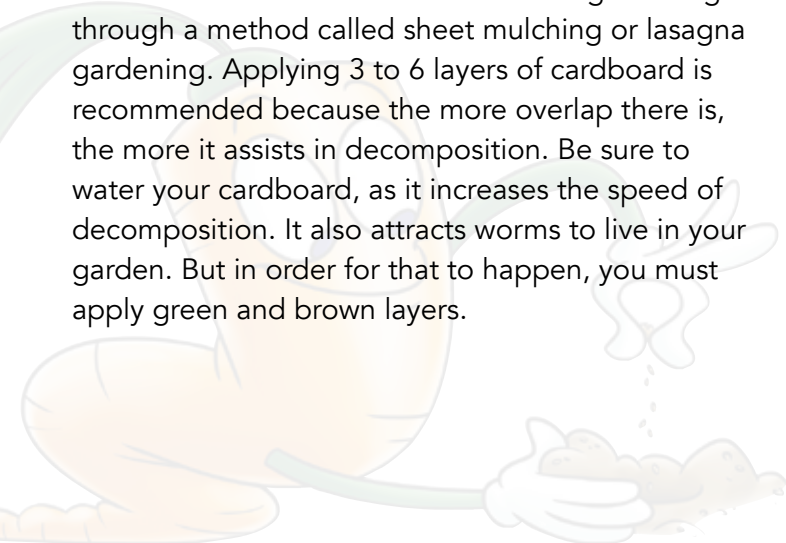 through a method called sheet mulching or lasagna
gardening. Applying 3 to 6 layers of cardboard is
recommended because the more overlap there is,
the more it assists in decomposition. Be sure to
water your cardboard, as it increases the speed of
decomposition. It also attracts worms to live in your
garden. But in order for that to happen, you must
apply green and brown layers.